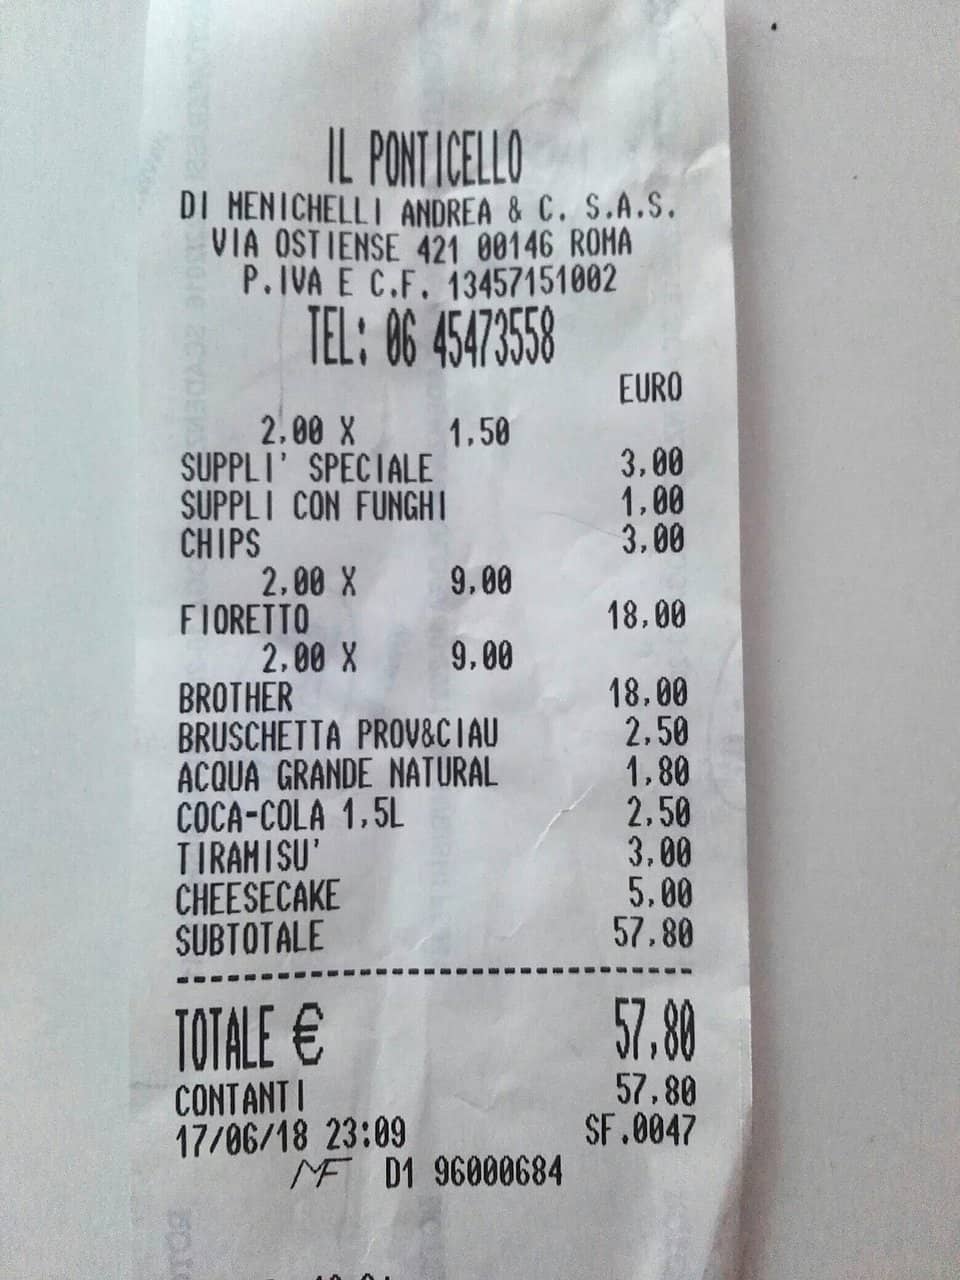 IL PONTICELLO
DI MENICHELLI ANDREA & C. S.A.S.
VIA OSTIENSE 421 00146 ROMA
P.IVA E C.F. 13457151002
TEL: 06 45473558
EURO
2,00 X 1,50
SUPPLI' SPECIALE 3,00
SUPPLI CON FUNGHI 1,00
CHIPS 3,00
2,00 X 9,00
FIORETTO 18,00
2,00 X 9,00
BROTHER 18,00
BRUSCHETTA PROV&CIAU 2,50
ACQUA GRANDE NATURAL 1,80
COCA-COLA 1,5L 2,50
TIRAMISU' 3,00
CHEESECAKE 5,00
SUBTOTALE 57,80
--------------------------------
TOTALE € 57,80
CONTANTI 57,80
17/06/18 23:09 SF.0047
MF D1 96000684